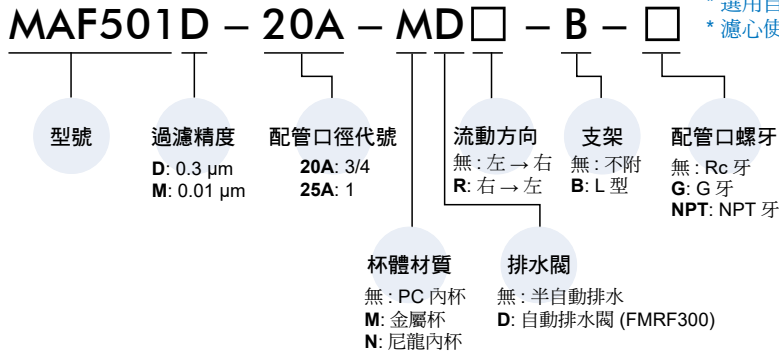 MAF501D – 20A – MD□ – B – □
* 選用自
* 濾心使
型號
過濾精度
D: 0.3 μm
M: 0.01 μm
配管口徑代號
20A: 3/4
25A: 1
流動方向
無 : 左 → 右
R: 右 → 左
支架
無 : 不附
B: L 型
配管口螺牙
無 : Rc 牙
G: G 牙
NPT: NPT 牙
杯體材質
無 : PC 內杯
M: 金屬杯
N: 尼龍內杯
排水閥
無 : 半自動排水
D: 自動排水閥 (FMRF300)